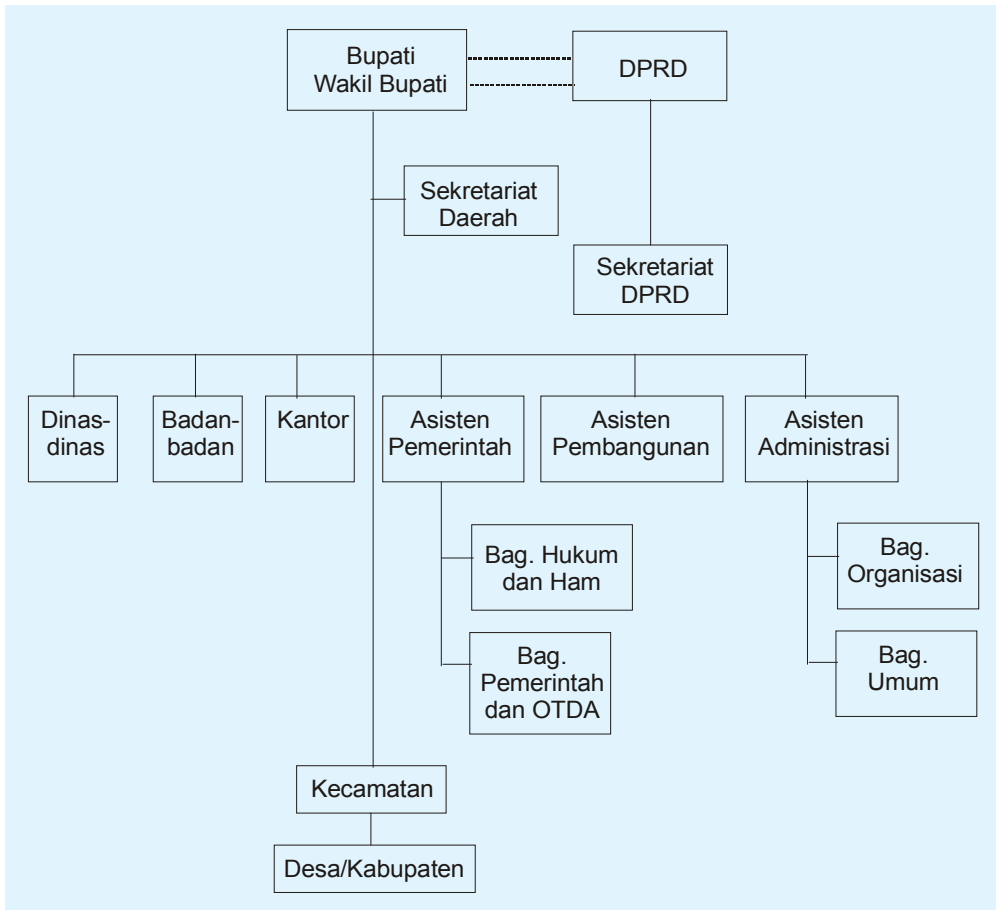 Bupati
Wakil Bupati
DPRD
Sekretariat
Daerah
Sekretariat
DPRD
Dinas-
dinas
Badan-
badan
Kantor
Asisten
Pemerintah
Asisten
Pembangunan
Asisten
Administrasi
Bag. Hukum
dan Ham
Bag.
Organisasi
Bag.
Pemerintah
dan OTDA
Bag.
Umum
Kecamatan
Desa/Kabupaten